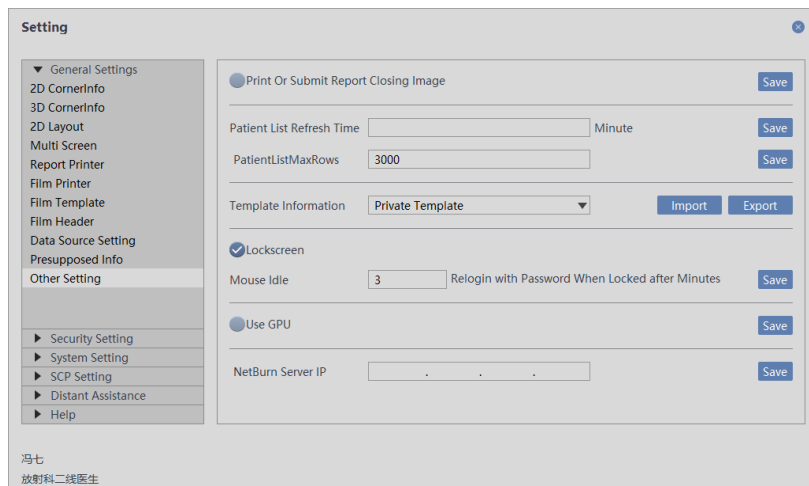 Setting
General Settings
2D CornerInfo
3D CornerInfo
2D Layout
Multi Screen
Report Printer
Film Printer
Film Template
Film Header
Data Source Setting
Presupposed Info
Other Setting
Security Setting
System Setting
SCP Setting
Distant Assistance
Help
Print Or Submit Report Closing Image Save
Patient List Refresh Time Minute Save
PatientListMaxRows 3000 Save
Template Information Private Template Import Export
Lockscreen
Mouse Idle 3 Relogin with Password When Locked after Minutes Save
Use GPU Save
NetBurn Server IP . . . Save
冯七
放射科二线医生